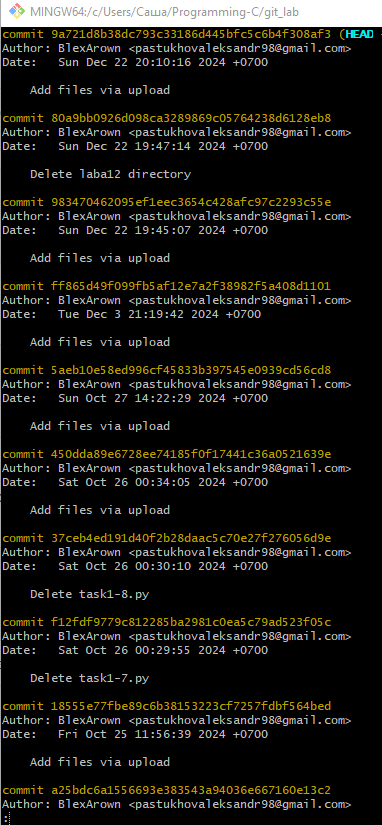 MINGW64:/c/Users/Саша/Programming-C/git_lab
commit 9a721d8b38dc793c33186d445bfc5c6b4f308af3 (HEAD -
Author: BlexArown <pastukhovaleksandr98@gmail.com>
Date:   Sun Dec 22 20:10:16 2024 +0700
    Add files via upload
commit 80a9bb0926d098ca3289869c05764238d6128eb8
Author: BlexArown <pastukhovaleksandr98@gmail.com>
Date:   Sun Dec 22 19:47:14 2024 +0700
    Delete laba12 directory
commit 983470462095ef1eec3654c428afc97c2293c55e
Author: BlexArown <pastukhovaleksandr98@gmail.com>
Date:   Sun Dec 22 19:45:07 2024 +0700
    Add files via upload
commit ff865d49f099fb5af12e7a2f38982f5a408d1101
Author: BlexArown <pastukhovaleksandr98@gmail.com>
Date:   Tue Dec 3 21:19:42 2024 +0700
    Add files via upload
commit 5aeb10e58ed996cf45833b397545e0939cd56cd8
Author: BlexArown <pastukhovaleksandr98@gmail.com>
Date:   Sun Oct 27 14:22:29 2024 +0700
    Add files via upload
commit 450dda89e6728ee74185f0f17441c36a0521639e
Author: BlexArown <pastukhovaleksandr98@gmail.com>
Date:   Sat Oct 26 00:34:05 2024 +0700
    Add files via upload
commit 37ceb4ed191d40f2b28daac5c70e27f276056d9e
Author: BlexArown <pastukhovaleksandr98@gmail.com>
Date:   Sat Oct 26 00:30:10 2024 +0700
    Delete task1-8.py
commit f12fdf9779c812285ba2981c0ea5c79ad523f05c
Author: BlexArown <pastukhovaleksandr98@gmail.com>
Date:   Sat Oct 26 00:29:55 2024 +0700
    Delete task1-7.py
commit 18555e77fbe89c6b38153223cf7257fdbf564bed
Author: BlexArown <pastukhovaleksandr98@gmail.com>
Date:   Fri Oct 25 11:56:39 2024 +0700
    Add files via upload
commit a25bdc6a1556693e383543a94036e667160e13c2
Author: BlexArown <pastukhovaleksandr98@gmail.com>
: